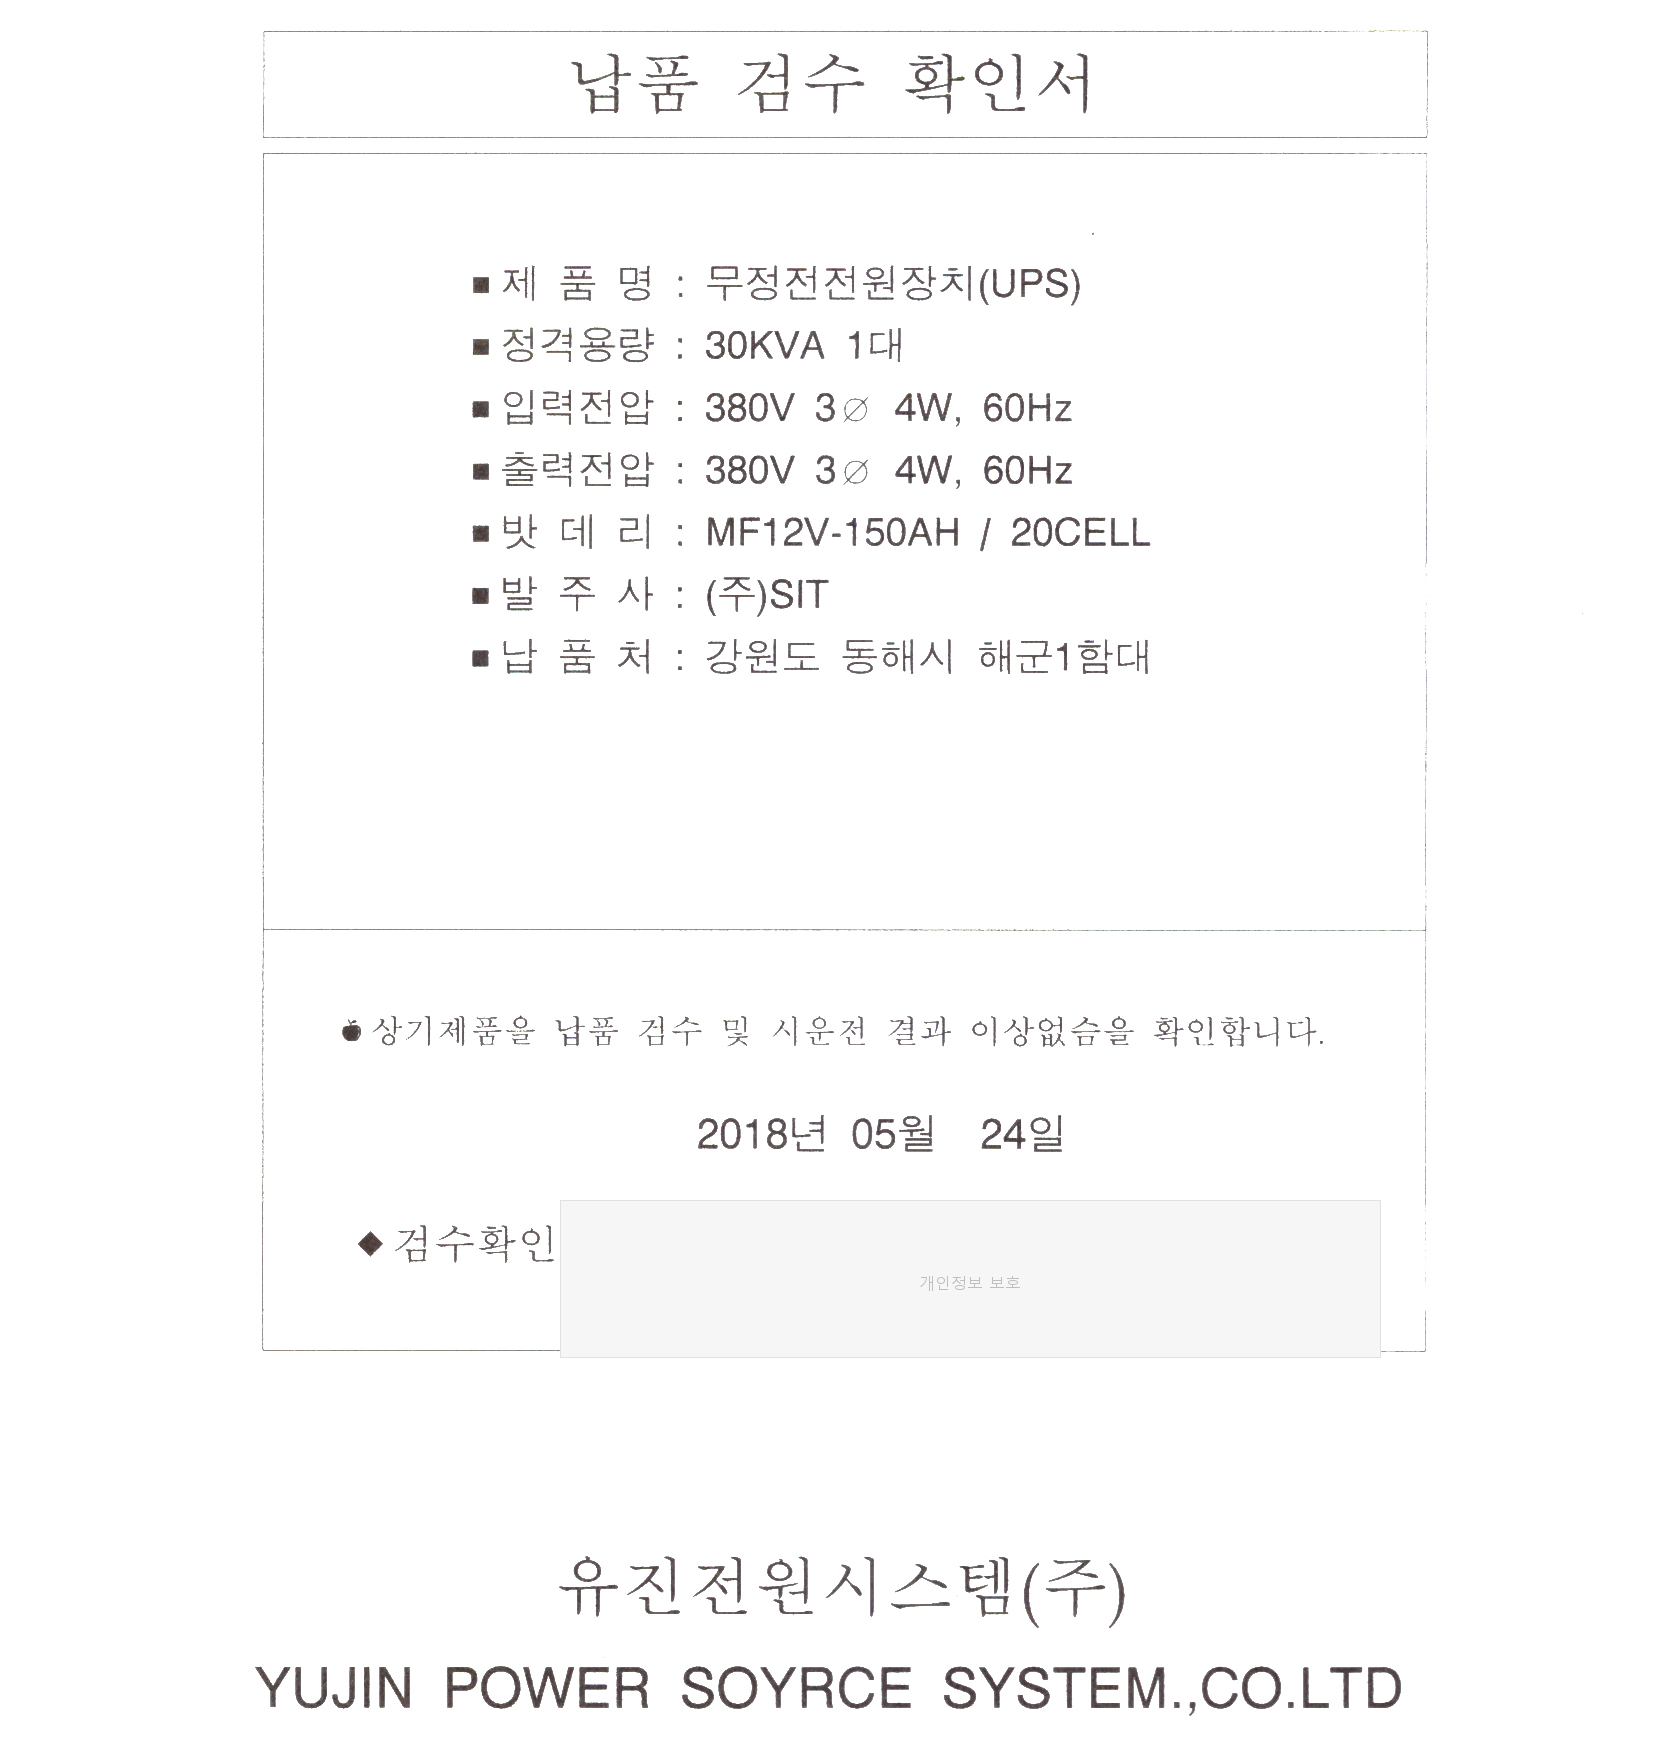 납품 검수 확인서
■ 제 품 명 : 무정전전원장치(UPS)
■ 정격용량 : 30KVA 1대
■ 입력전압 : 380V 3∅ 4W, 60Hz
■ 출력전압 : 380V 3∅ 4W, 60Hz
■ 밧 데 리 : MF12V-150AH / 20CELL
■ 발 주 사 : (주)SIT
■ 납 품 처 : 강원도 동해시 해군1함대
상기제품을 납품 검수 및 시운전 결과 이상없슴을 확인합니다.
2018년 05월 24일
◆ 검수확인
개인정보 보호
유진전원시스템(주)
YUJIN POWER SOYRCE SYSTEM.,CO.LTD